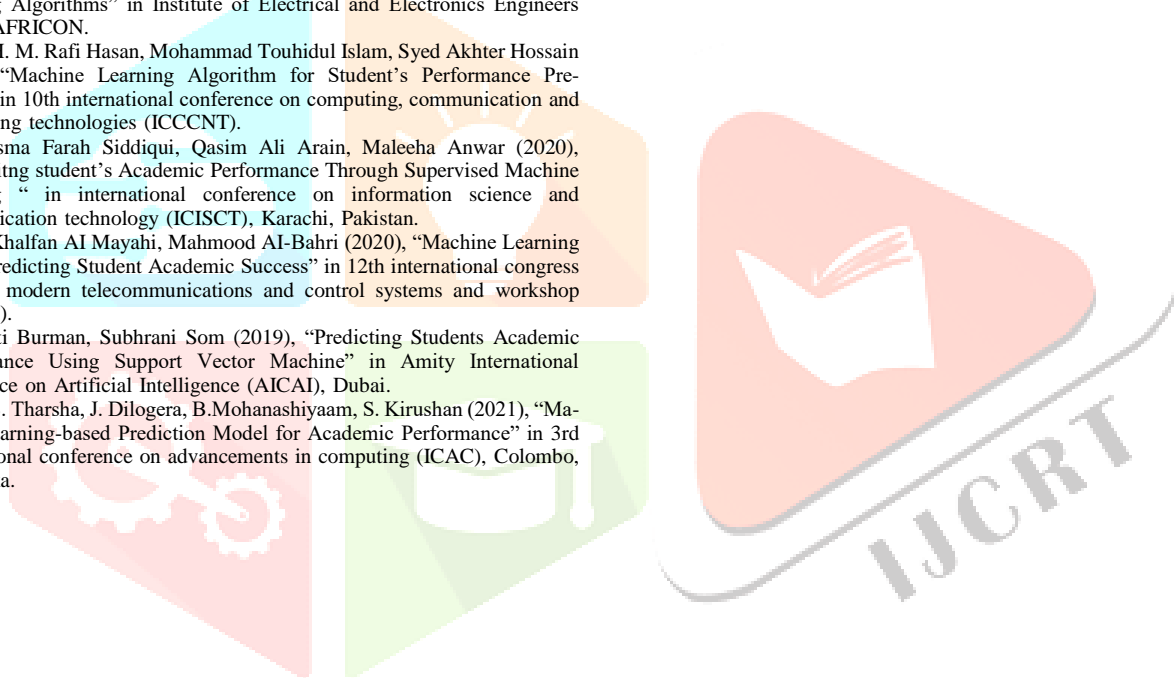 Algorithms” in Institute of Electrical and Electronics Engineers
AFRICON.
M. Rafi Hasan, Mohammad Touhidul Islam, Syed Akhter Hossain
“Machine Learning Algorithm for Student’s Performance Pre-
in 10th international conference on computing, communication and
ng technologies (ICCCNT).
sma Farah Siddiqui, Qasim Ali Arain, Maleeha Anwar (2020),
itng student’s Academic Performance Through Supervised Machine
g “ in international conference on information science and
ication technology (ICISCT), Karachi, Pakistan.
Khalfan AI Mayahi, Mahmood AI-Bahri (2020), “Machine Learning
redicting Student Academic Success” in 12th international congress
modern telecommunications and control systems and workshop
).
ti Burman, Subhrani Som (2019), “Predicting Students Academic
ance Using Support Vector Machine” in Amity International
ce on Artificial Intelligence (AICAI), Dubai.
. Tharsha, J. Dilogera, B.Mohanashiyaam, S. Kirushan (2021), “Ma-
arning-based Prediction Model for Academic Performance” in 3rd
onal conference on advancements in computing (ICAC), Colombo,
a.
IJCRT